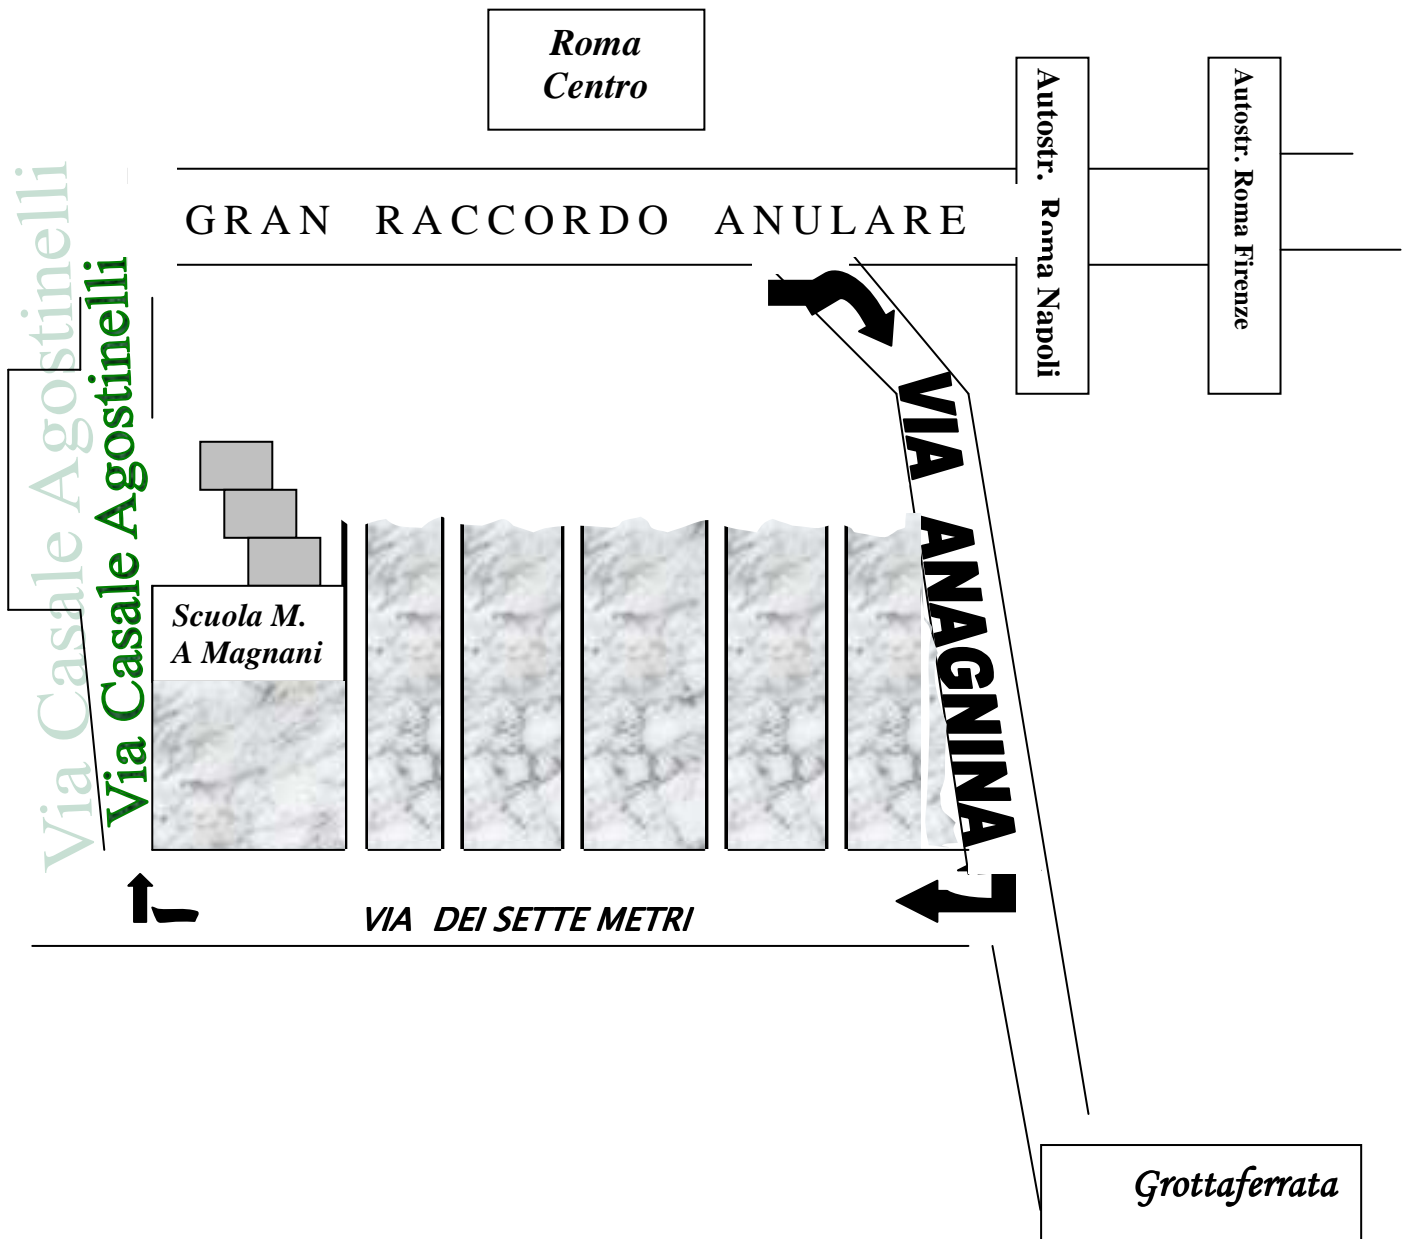 Roma
Centro
Autostr. Roma Napoli
Autostr. Roma Firenze
GRAN RACCORDO ANULARE
Via Casale Agostinelli
Via Casale Agostinelli
VIA ANAGNINA
Scuola M.
A Magnani
VIA DEI SETTE METRI
Grottaferrata